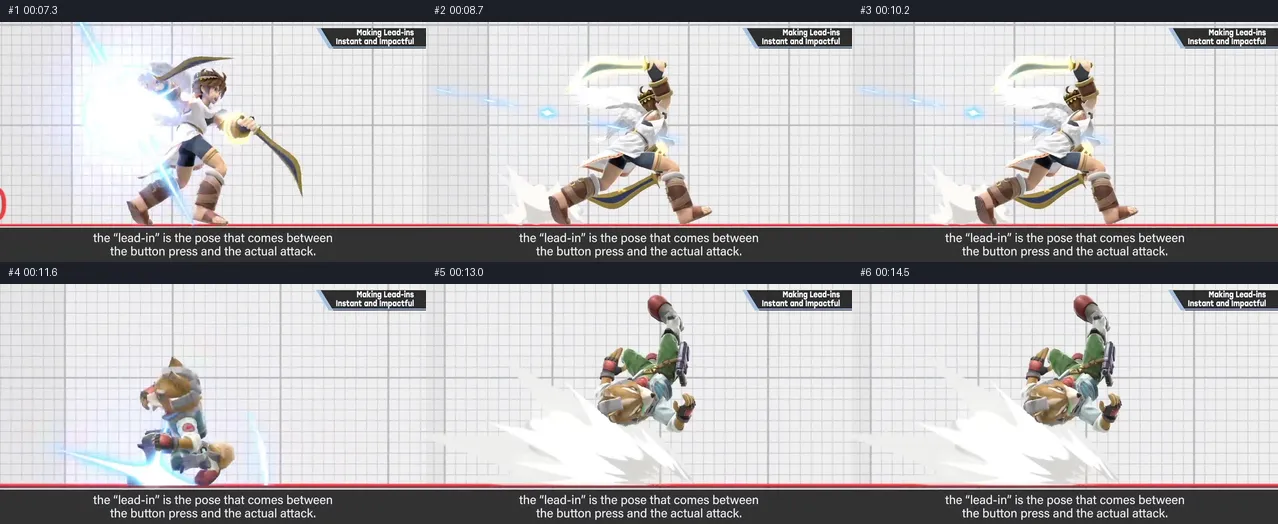 #1 00:07.3
Making Lead-ins
Instant and Impactful
the “lead-in” is the pose that comes between
the button press and the actual attack.
#2 00:08.7
Making Lead-ins
Instant and Impactful
the “lead-in” is the pose that comes between
the button press and the actual attack.
#3 00:10.2
Making Lead-ins
Instant and Impactful
the “lead-in” is the pose that comes between
the button press and the actual attack.
#4 00:11.6
Making Lead-ins
Instant and Impactful
the “lead-in” is the pose that comes between
the button press and the actual attack.
#5 00:13.0
Making Lead-ins
Instant and Impactful
the “lead-in” is the pose that comes between
the button press and the actual attack.
#6 00:14.5
Making Lead-ins
Instant and Impactful
the “lead-in” is the pose that comes between
the button press and the actual attack.